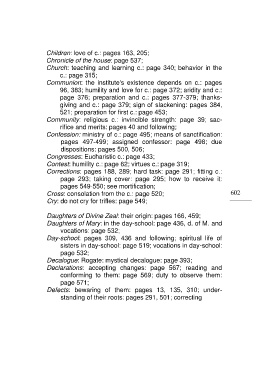 Children: love of c.: pages 163, 205;
Chronicle of the house: page 537;
Church: teaching and learning c.: page 340; behavior in the
c.: page 315;
Communion: the institute's existence depends on c.: pages
96, 363; humility and love for c.: page 372; aridity and c.:
page 376; preparation and c.: pages 377-379; thanks-
giving and c.: page 379; sign of slackening: pages 384,
521; preparation for first c.: page 453;
Community: religious c.: invincible strength: page 39; sac-
rifice and merits: pages 40 and following;
Confession: ministry of c.: page 495; means of sanctification:
pages 497-499; assigned confessor: page 496; due
dispositions: pages 500, 506;
Congresses: Eucharistic c.: page 433;
Contest: humility c.: page 82; virtues c.: page 319;
Corrections: pages 188, 289; hard task: page 291; fitting c.:
page 293; taking cover: page 295; how to receive it:
pages 549-550; see mortification;
Cross: consolation from the c.: page 520;
Cry: do not cry for trifles: page 549;
602
Daughters of Divine Zeal: their origin: pages 166, 459;
Daughters of Mary: in the day-school: page 436, d. of M. and
vocations: page 532;
Day-school: pages 309, 436 and following; spiritual life of
sisters in day-school: page 519; vocations in day-school:
page 532;
Decalogue: Rogate: mystical decalogue: page 393;
Declarations: accepting changes: page 567; reading and
conforming to them: page 569; duty to observe them:
page 571;
Defects: bewaring of them: pages 13, 135, 310; under-
standing of their roots: pages 291, 501; correcting